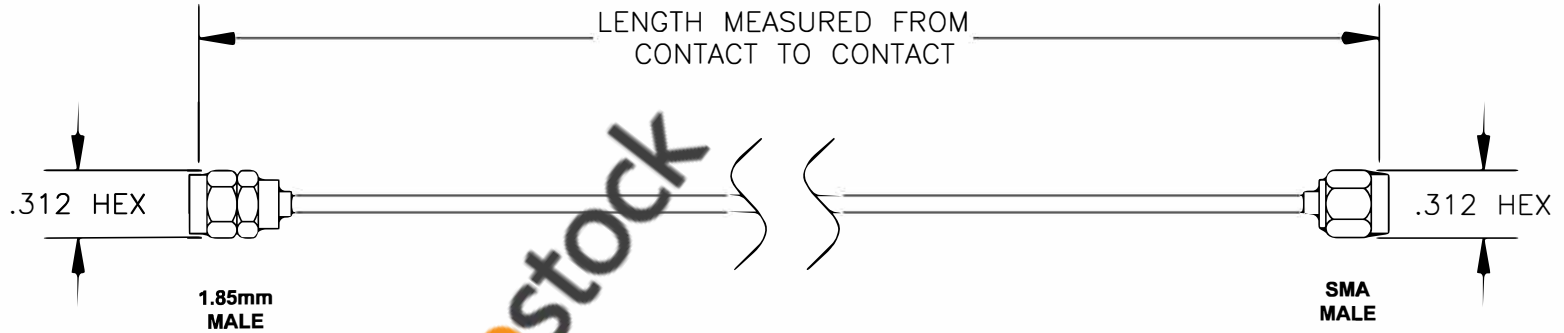 LENGTH MEASURED FROM
CONTACT TO CONTACT
.312 HEX
.312 HEX
1.85mm
MALE
SMA
MALE
stock